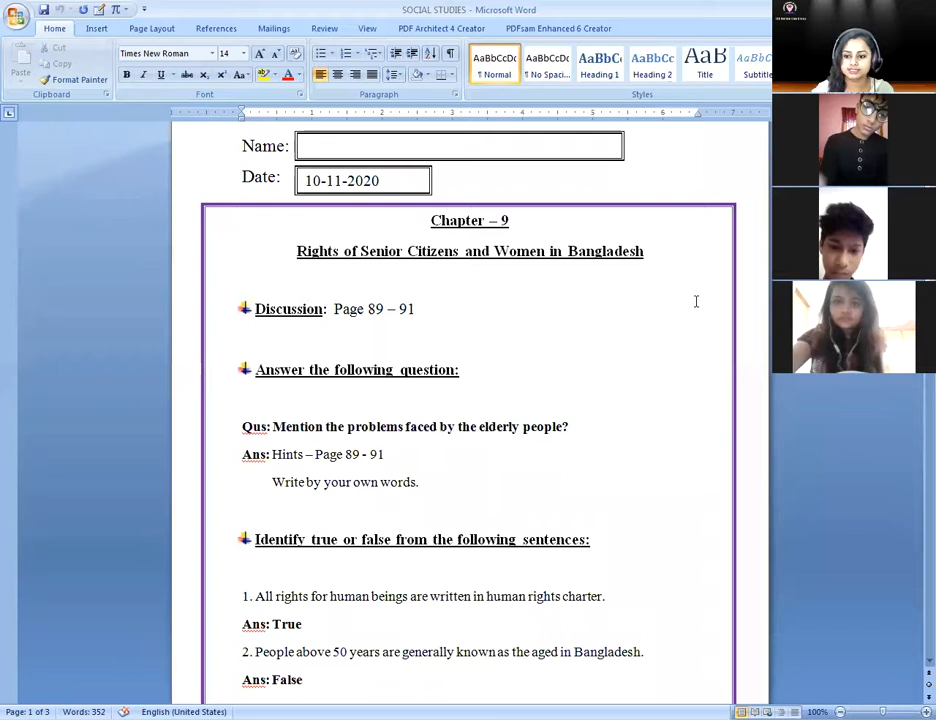 SOCIAL STUDIES - Microsoft Word
Home Insert Page Layout References Mailings Review View PDF Architect 4 Creator PDFsam Enhanced 6 Creator
Paste
Cut
Copy
Format Painter
Times New Roman 14
AaBbCcDc AaBbCcDc AaBbC AaBbCc AaB AaBbCc
¶ Normal ¶ No Spaci... Heading 1 Heading 2 Title Subtitle
Clipboard Font Paragraph Styles
Name:
Date: 10-11-2020
Chapter – 9
Rights of Senior Citizens and Women in Bangladesh
Discussion: Page 89 – 91
Answer the following question:
Qus: Mention the problems faced by the elderly people?
Ans: Hints – Page 89 - 91
Write by your own words.
Identify true or false from the following sentences:
1. All rights for human beings are written in human rights charter.
Ans: True
2. People above 50 years are generally known as the aged in Bangladesh.
Ans: False
Page: 1 of 3 Words: 352 English (United States) 100%